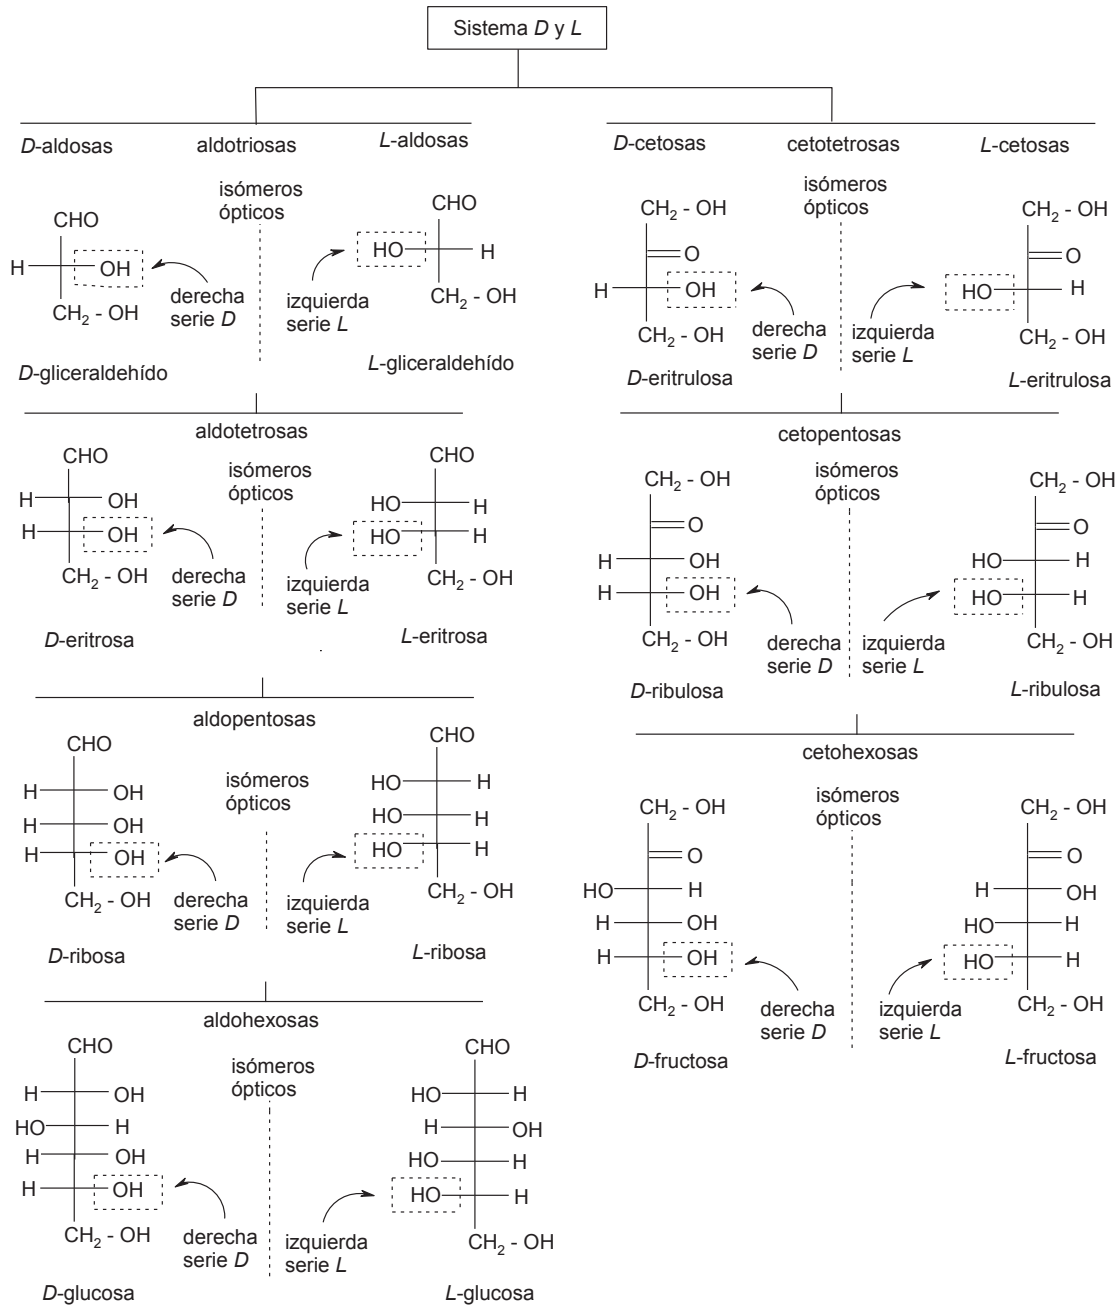 Sistema D y L
D-aldosas aldotriosas L-aldosas
isómeros
ópticos
CHO
H OH
CH2 - OH
derecha
serie D
D-gliceraldehído
CHO
HO H
CH2 - OH
izquierda
serie L
L-gliceraldehído
aldotetrosas
isómeros
ópticos
CHO
H OH
H OH
CH2 - OH
derecha
serie D
D-eritrosa
CHO
HO H
HO H
CH2 - OH
izquierda
serie L
L-eritrosa
aldopentosas
isómeros
ópticos
CHO
H OH
H OH
H OH
CH2 - OH
derecha
serie D
D-ribosa
CHO
HO H
HO H
HO H
CH2 - OH
izquierda
serie L
L-ribosa
aldohexosas
isómeros
ópticos
CHO
H OH
HO H
H OH
H OH
CH2 - OH
derecha
serie D
D-glucosa
CHO
HO H
H OH
HO H
HO H
CH2 - OH
izquierda
serie L
L-glucosa
D-cetosas cetotetrosas L-cetosas
isómeros
ópticos
CH2 - OH
O
H OH
CH2 - OH
derecha
serie D
D-eritrulosa
CH2 - OH
O
HO H
CH2 - OH
izquierda
serie L
L-eritrulosa
cetopentosas
isómeros
ópticos
CH2 - OH
O
H OH
H OH
CH2 - OH
derecha
serie D
D-ribulosa
CH2 - OH
O
HO H
HO H
CH2 - OH
izquierda
serie L
L-ribulosa
cetohexosas
isómeros
ópticos
CH2 - OH
O
HO H
H OH
H OH
CH2 - OH
derecha
serie D
D-fructosa
CH2 - OH
O
H OH
HO H
HO H
CH2 - OH
izquierda
serie L
L-fructosa